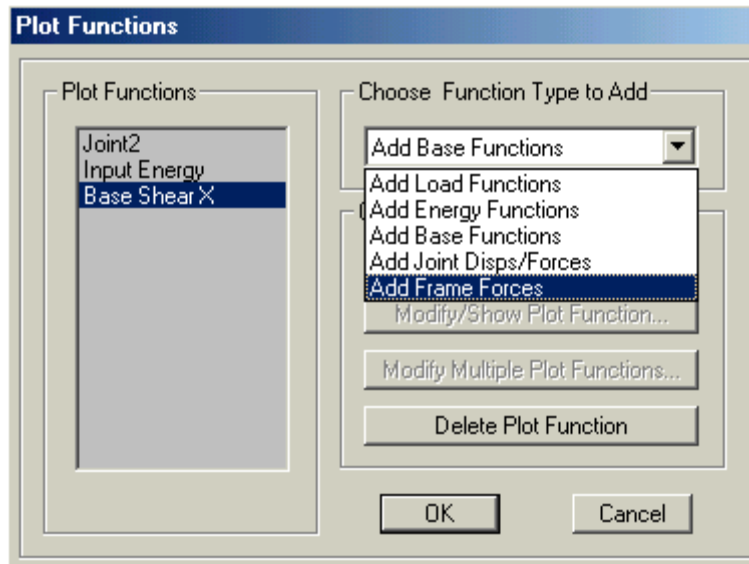 Plot Functions
Plot Functions
Joint2
Input Energy
Base Shear X
Choose Function Type to Add
Add Base Functions
Add Load Functions
Add Energy Functions
Add Base Functions
Add Joint Disps/Forces
Add Frame Forces
Modify/Show Plot Function...
Modify Multiple Plot Functions...
Delete Plot Function
OK
Cancel